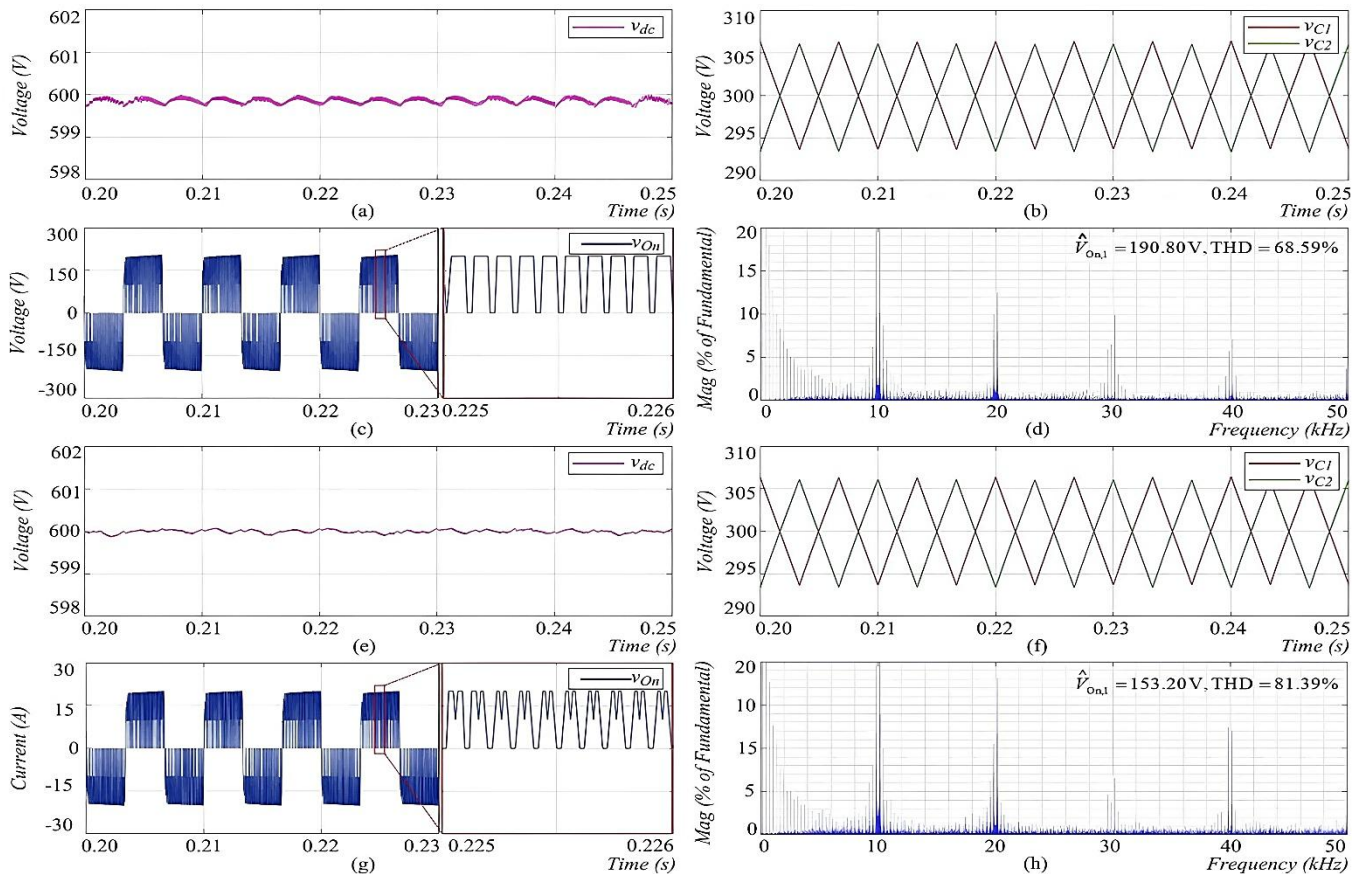 602
601
600
599
598
Voltage (V)
v_dc
0.20 0.21 0.22 0.23 0.24 0.25
Time (s)
(a)
310
305
300
295
290
Voltage (V)
v_C1
v_C2
0.20 0.21 0.22 0.23 0.24 0.25
Time (s)
(b)
300
150
0
-150
-300
Voltage (V)
v_On
0.20 0.21 0.22 0.230.225 0.226
Time (s)
(c)
20
15
10
5
0
Mag (% of Fundamental)
V̂_On,1 = 190.80 V, THD = 68.59%
0 10 20 30 40 50
Frequency (kHz)
(d)
602
601
600
599
598
Voltage (V)
v_dc
0.20 0.21 0.22 0.23 0.24 0.25
Time (s)
(e)
310
305
300
295
290
Voltage (V)
v_C1
v_C2
0.20 0.21 0.22 0.23 0.24 0.25
Time (s)
(f)
30
15
0
-15
-30
Current (A)
v_On
0.20 0.21 0.22 0.230.225 0.226
Time (s)
(g)
20
15
10
5
0
Mag (% of Fundamental)
V̂_On,1 = 153.20 V, THD = 81.39%
0 10 20 30 40 50
Frequency (kHz)
(h)